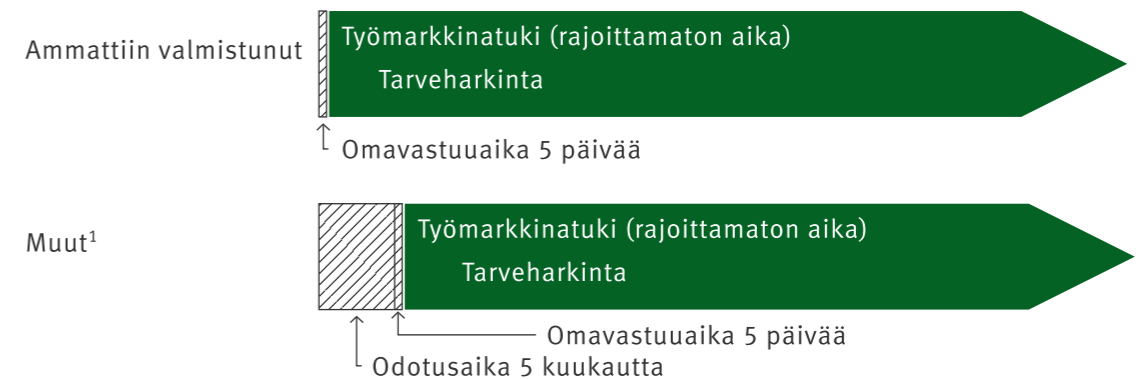 Ammattiin valmistunut
Työmarkkinatuki (rajoittamaton aika)
Tarveharkinta
Omavastuuaika 5 päivää
Muut¹
Työmarkkinatuki (rajoittamaton aika)
Tarveharkinta
Omavastuuaika 5 päivää
Odotusaika 5 kuukautta